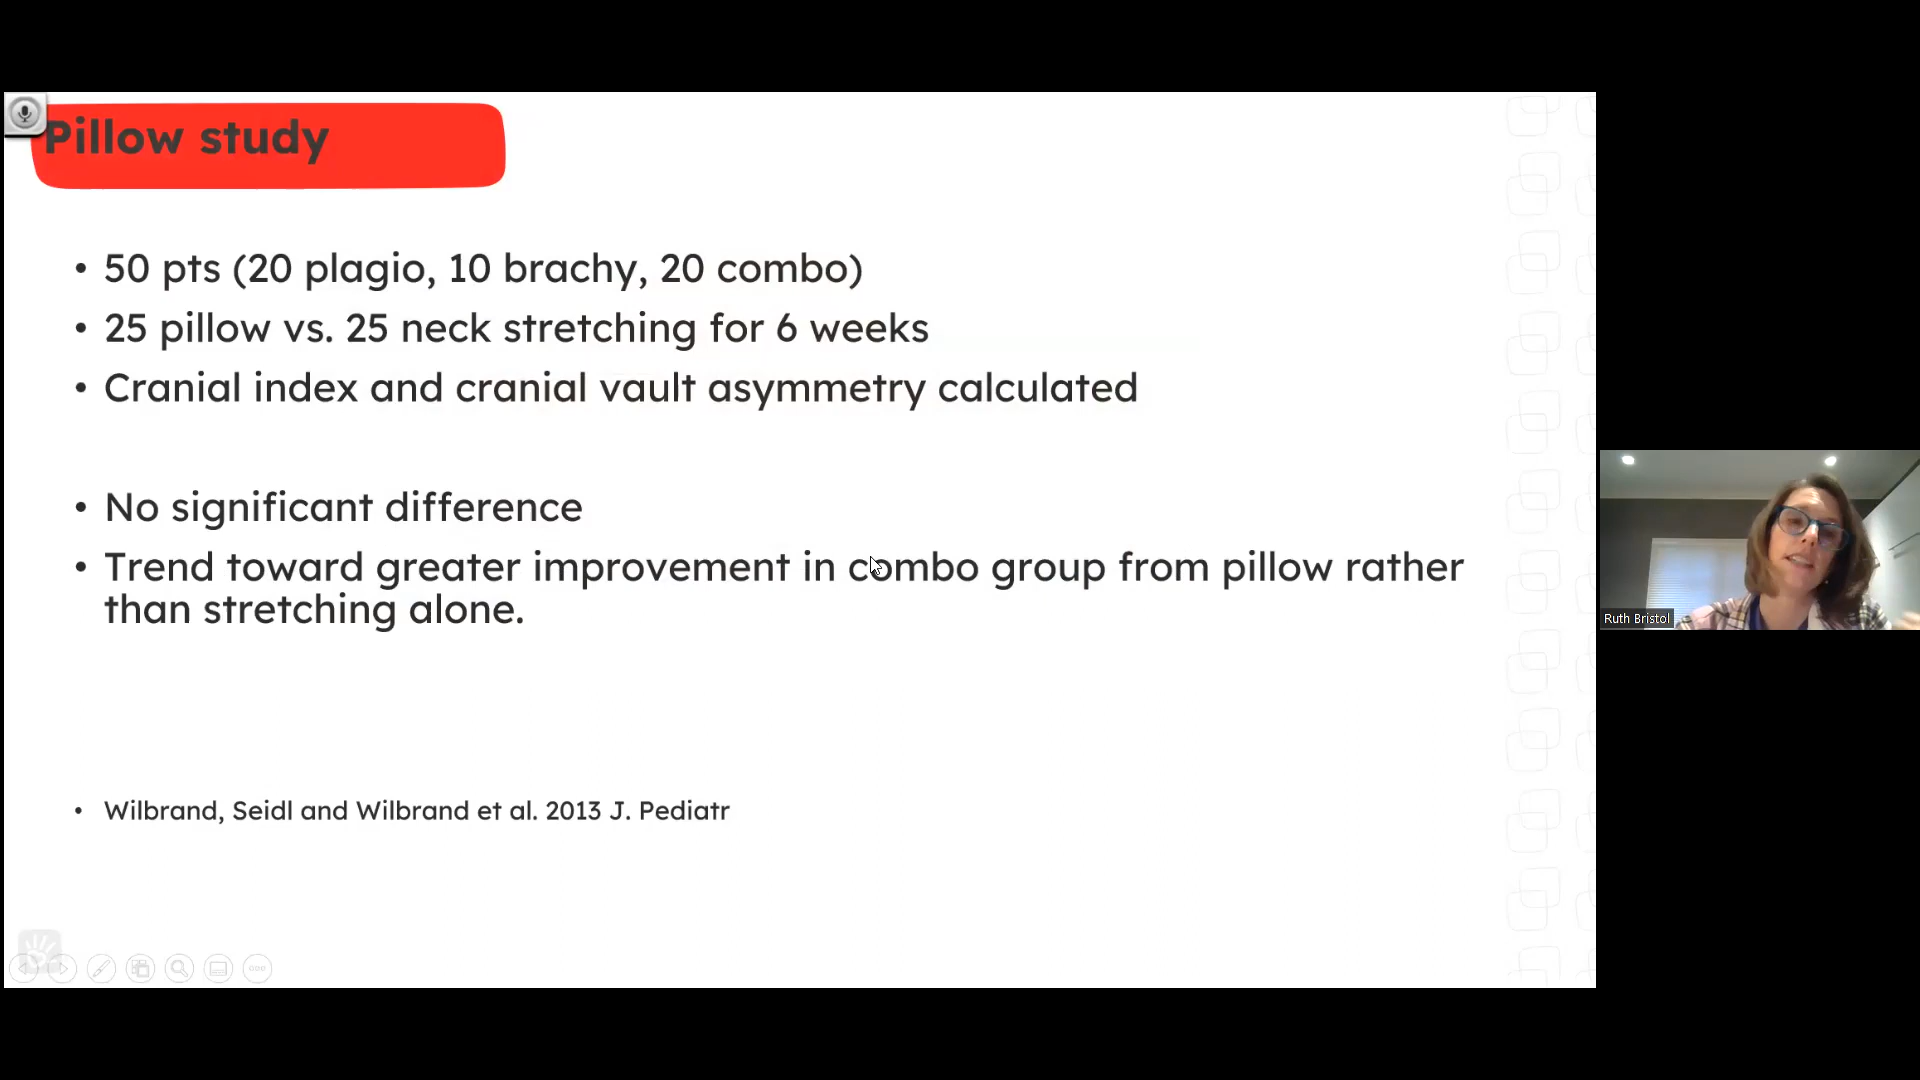 Pillow study
• 50 pts (20 plagio, 10 brachy, 20 combo)
• 25 pillow vs. 25 neck stretching for 6 weeks
• Cranial index and cranial vault asymmetry calculated
• No significant difference
• Trend toward greater improvement in combo group from pillow rather
than stretching alone.
• Wilbrand, Seidl and Wilbrand et al. 2013 J. Pediatr
Ruth Bristol